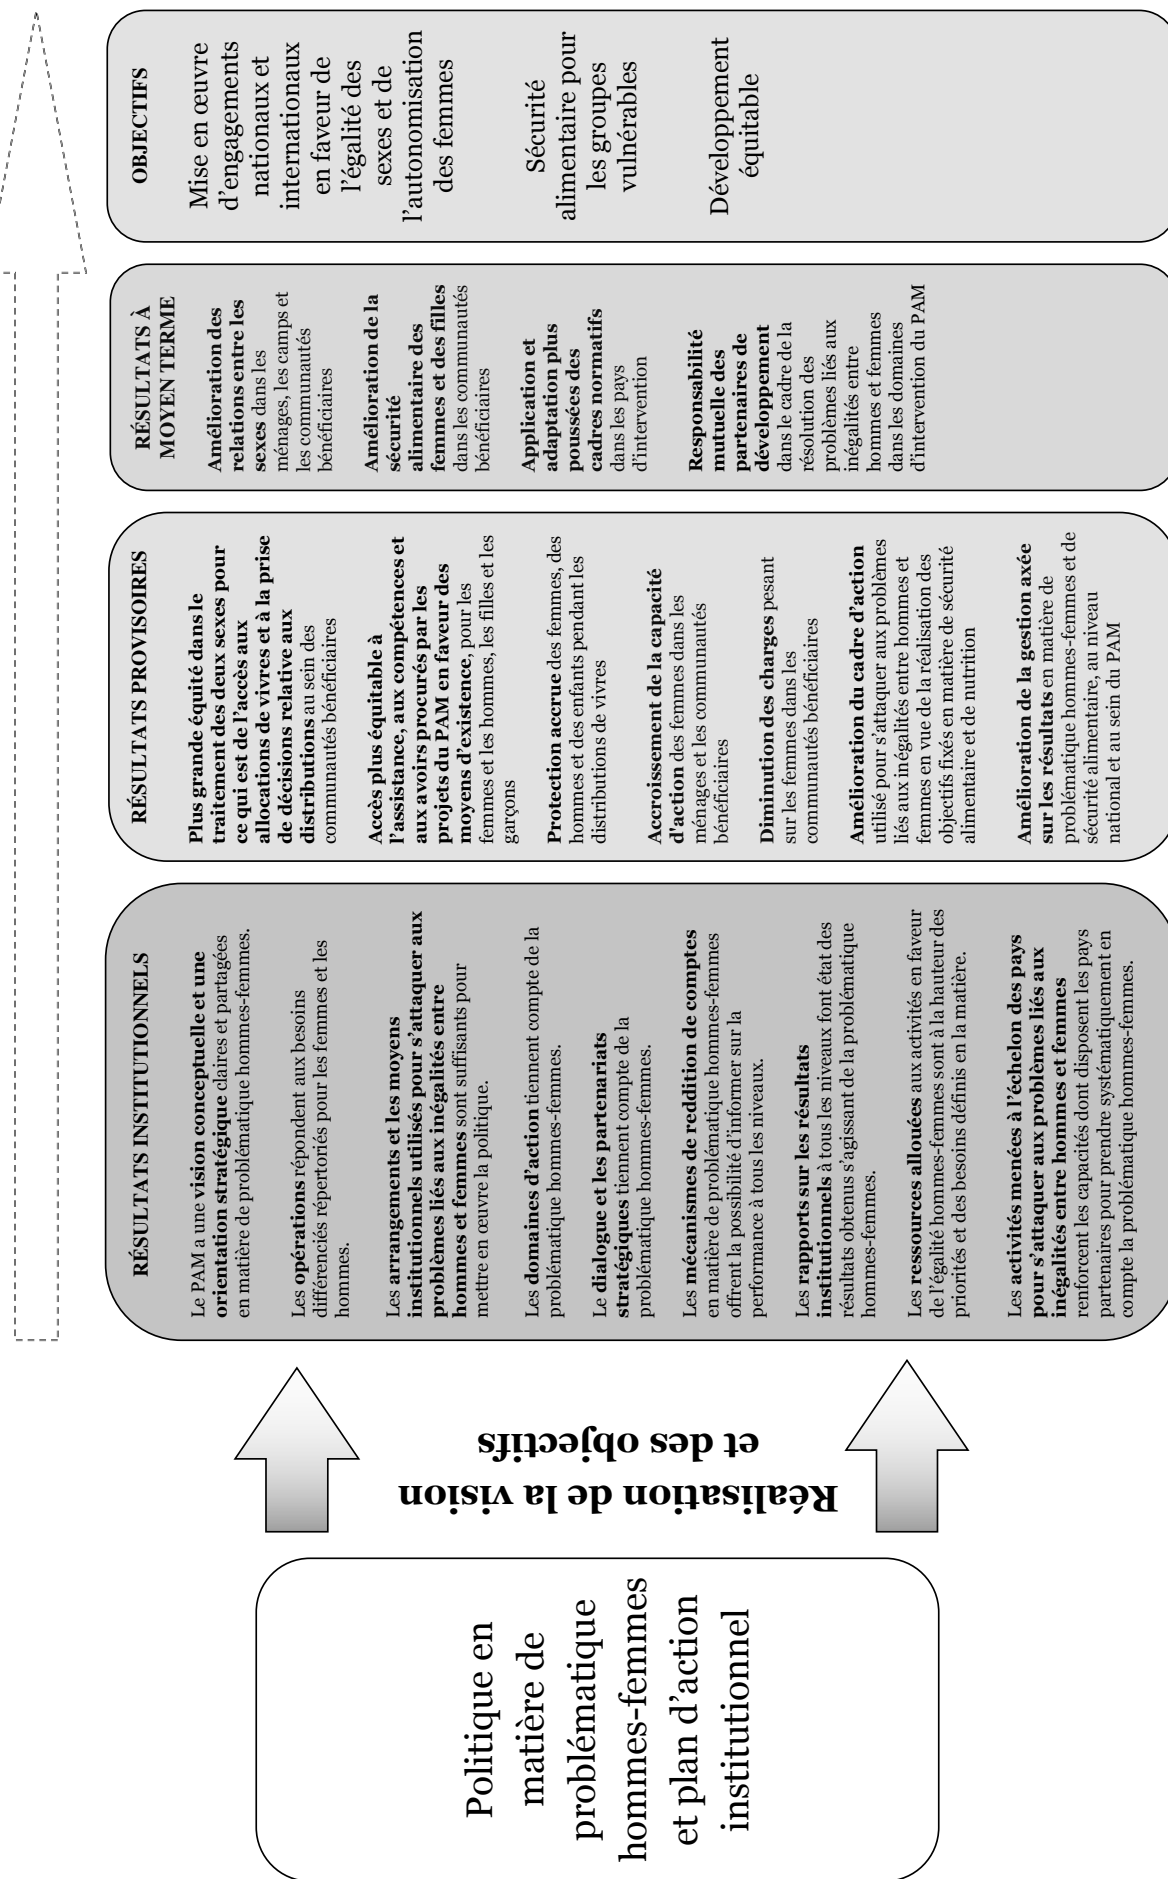 Politique en
matière de
problématique
hommes-femmes
et plan d’action
institutionnel
Réalisation de la vision
et des objectifs
RÉSULTATS INSTITUTIONNELS
Le PAM a une vision conceptuelle et une
orientation stratégique claires et partagées
en matière de problématique hommes-femmes.
Les opérations répondent aux besoins
différenciés répertoriés pour les femmes et les
hommes.
Les arrangements et les moyens
institutionnels utilisés pour s’attaquer aux
problèmes liés aux inégalités entre
hommes et femmes sont suffisants pour
mettre en œuvre la politique.
Les domaines d’action tiennent compte de la
problématique hommes-femmes.
Le dialogue et les partenariats
stratégiques tiennent compte de la
problématique hommes-femmes.
Les mécanismes de reddition de comptes
en matière de problématique hommes-femmes
offrent la possibilité d’informer sur la
performance à tous les niveaux.
Les rapports sur les résultats
institutionnels à tous les niveaux font état des
résultats obtenus s’agissant de la problématique
hommes-femmes.
Les ressources allouées aux activités en faveur
de l’égalité hommes-femmes sont à la hauteur des
priorités et des besoins définis en la matière.
Les activités menées à l’échelon des pays
pour s’attaquer aux problèmes liés aux
inégalités entre hommes et femmes
renforcent les capacités dont disposent les pays
partenaires pour prendre systématiquement en
compte la problématique hommes-femmes.
RÉSULTATS PROVISOIRES
Plus grande équité dans le
traitement des deux sexes pour
ce qui est de l’accès aux
allocations de vivres et à la prise
de décisions relative aux
distributions au sein des
communautés bénéficiaires
Accès plus équitable à
l’assistance, aux compétences et
aux avoirs procurés par les
projets du PAM en faveur des
moyens d’existence, pour les
femmes et les hommes, les filles et les
garçons
Protection accrue des femmes, des
hommes et des enfants pendant les
distributions de vivres
Accroissement de la capacité
d’action des femmes dans les
ménages et les communautés
bénéficiaires
Diminution des charges pesant
sur les femmes dans les
communautés bénéficiaires
Amélioration du cadre d’action
utilisé pour s’attaquer aux problèmes
liés aux inégalités entre hommes et
femmes en vue de la réalisation des
objectifs fixés en matière de sécurité
alimentaire et de nutrition
Amélioration de la gestion axée
sur les résultats en matière de
problématique hommes-femmes et de
sécurité alimentaire, au niveau
national et au sein du PAM
RÉSULTATS À
MOYEN TERME
Amélioration des
relations entre les
sexes dans les
ménages, les camps et
les communautés
bénéficiaires
Amélioration de la
sécurité
alimentaire des
femmes et des filles
dans les communautés
bénéficiaires
Application et
adaptation plus
poussées des
cadres normatifs
dans les pays
d’intervention
Responsabilité
mutuelle des
partenaires de
développement
dans le cadre de la
résolution des
problèmes liés aux
inégalités entre
hommes et femmes
dans les domaines
d’intervention du PAM
OBJECTIFS
Mise en œuvre
d’engagements
nationaux et
internationaux
en faveur de
l’égalité des
sexes et de
l’autonomisation
des femmes
Sécurité
alimentaire pour
les groupes
vulnérables
Développement
équitable